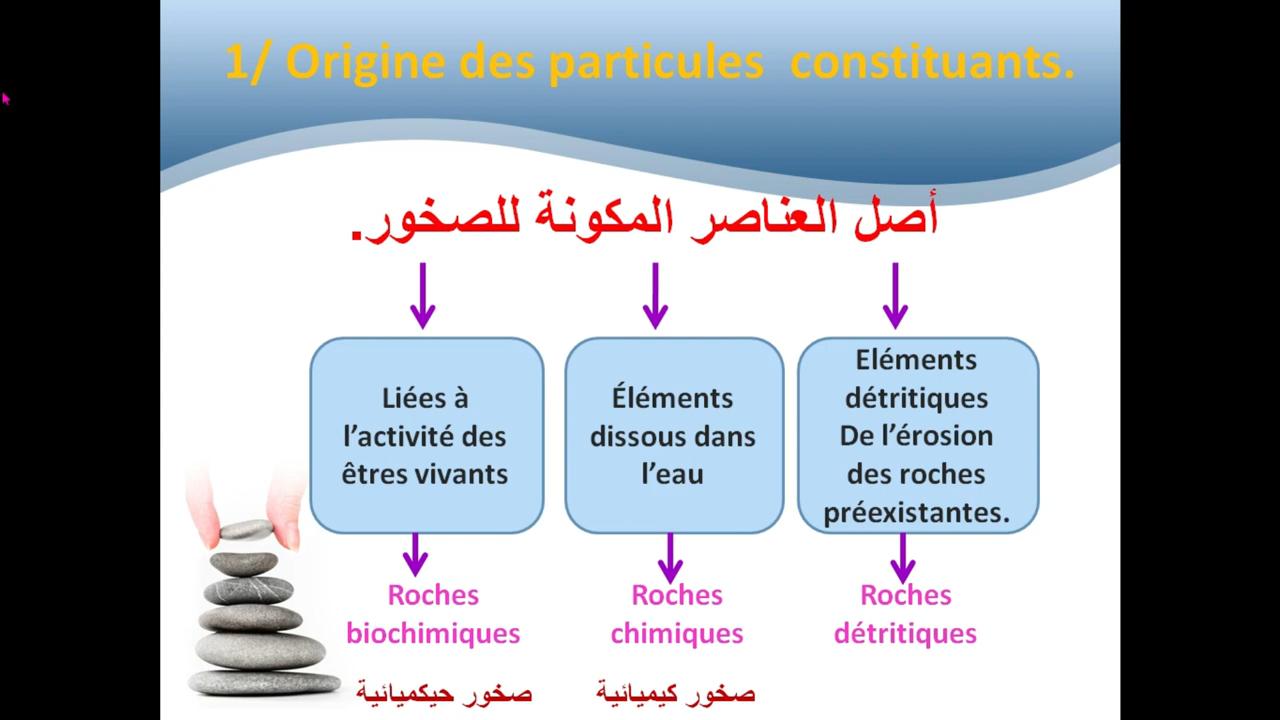 1/ Origine des particules constituants.
أصل العناصر المكونة للصخور.
Liées à
l’activité des
êtres vivants
Éléments
dissous dans
l’eau
Eléments
détritiques
De l’érosion
des roches
préexistantes.
Roches
biochimiques
Roches
chimiques
Roches
détritiques
صخور حيكميائية
صخور كيميائية